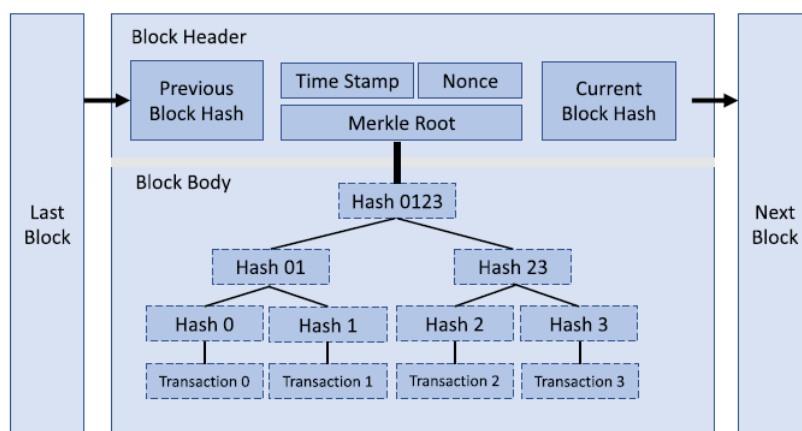 Block Header
Previous
Block Hash
Time Stamp
Nonce
Merkle Root
Current
Block Hash
Last
Block
Block Body
Hash 0123
Hash 01
Hash 23
Hash 0
Hash 1
Hash 2
Hash 3
Transaction 0
Transaction 1
Transaction 2
Transaction 3
Next
Block